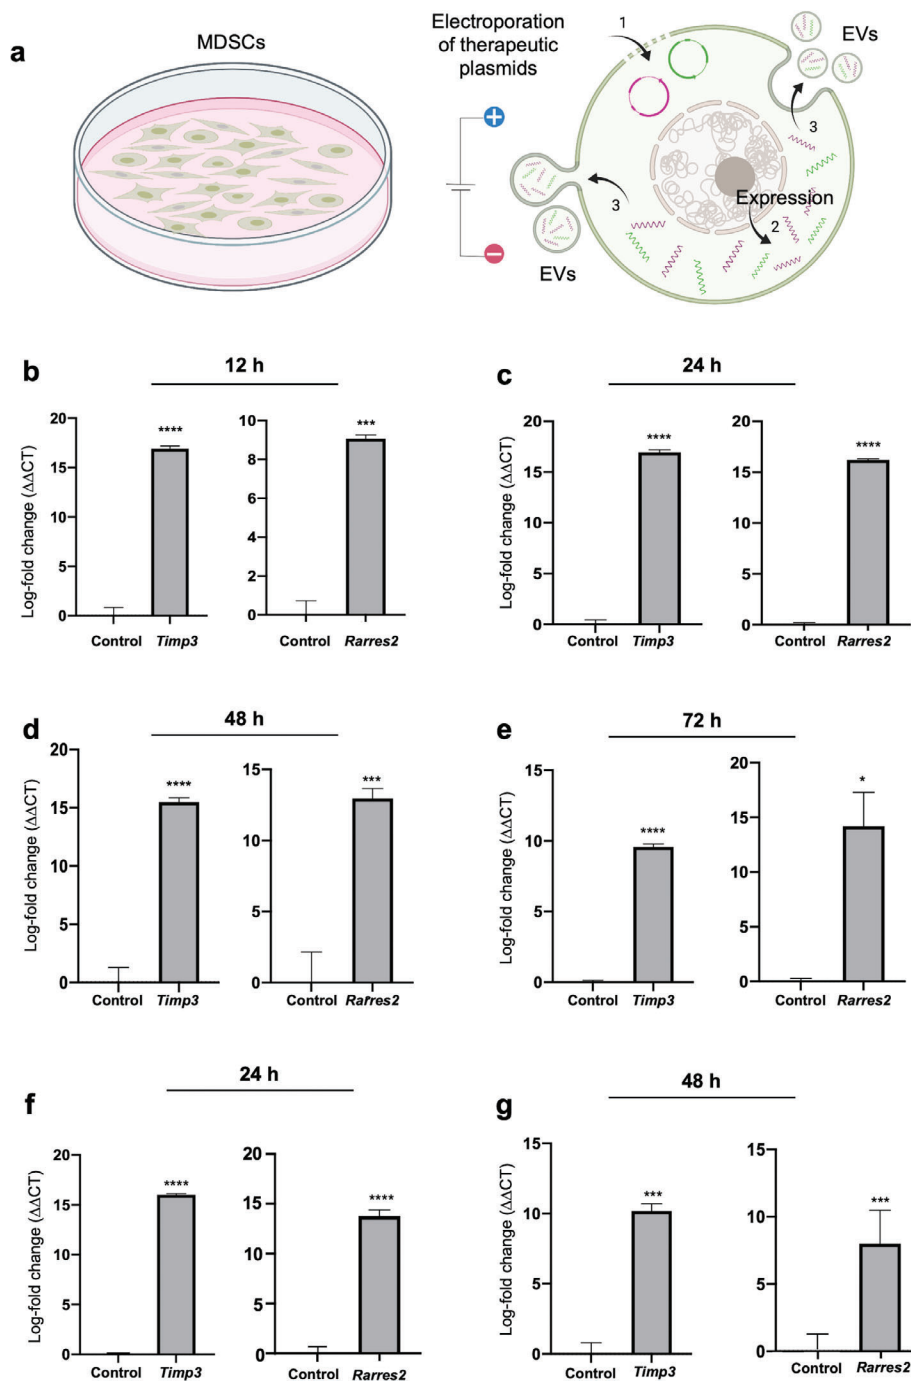 a
MDSCs
Electroporation
of therapeutic
plasmids
1
EVs
3
Expression
2
3
EVs
b
12 h
Log-fold change (ΔΔCT)
20
15
10
5
0
****
Control
Timp3
10
8
6
4
2
0
***
Control
Rarres2
c
24 h
Log-fold change (ΔΔCT)
20
15
10
5
0
****
Control
Timp3
20
15
10
5
0
****
Control
Rarres2
d
48 h
Log-fold change (ΔΔCT)
20
15
10
5
0
****
Control
Timp3
15
10
5
0
***
Control
Rarres2
e
72 h
Log-fold change (ΔΔCT)
15
10
5
0
****
Control
Timp3
20
15
10
5
0
*
Control
Rarres2
f
24 h
Log-fold change (ΔΔCT)
20
15
10
5
0
****
Control
Timp3
20
15
10
5
0
****
Control
Rarres2
g
48 h
Log-fold change (ΔΔCT)
15
10
5
0
***
Control
Timp3
15
10
5
0
***
Control
Rarres2